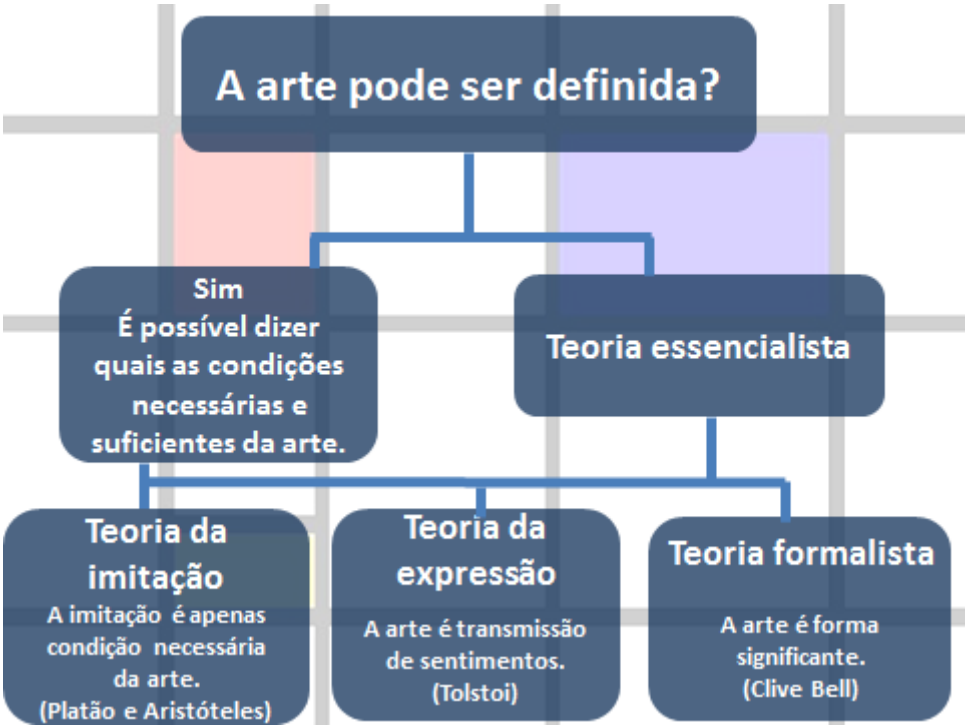 A arte pode ser definida?
Sim
É possível dizer
quais as condições
necessárias e
suficientes da arte.
Teoria essencialista
Teoria da
imitação
A imitação é apenas
condição necessária
da arte.
(Platão e Aristóteles)
Teoria da
expressão
A arte é transmissão
de sentimentos.
(Tolstoi)
Teoria formalista
A arte é forma
significante.
(Clive Bell)